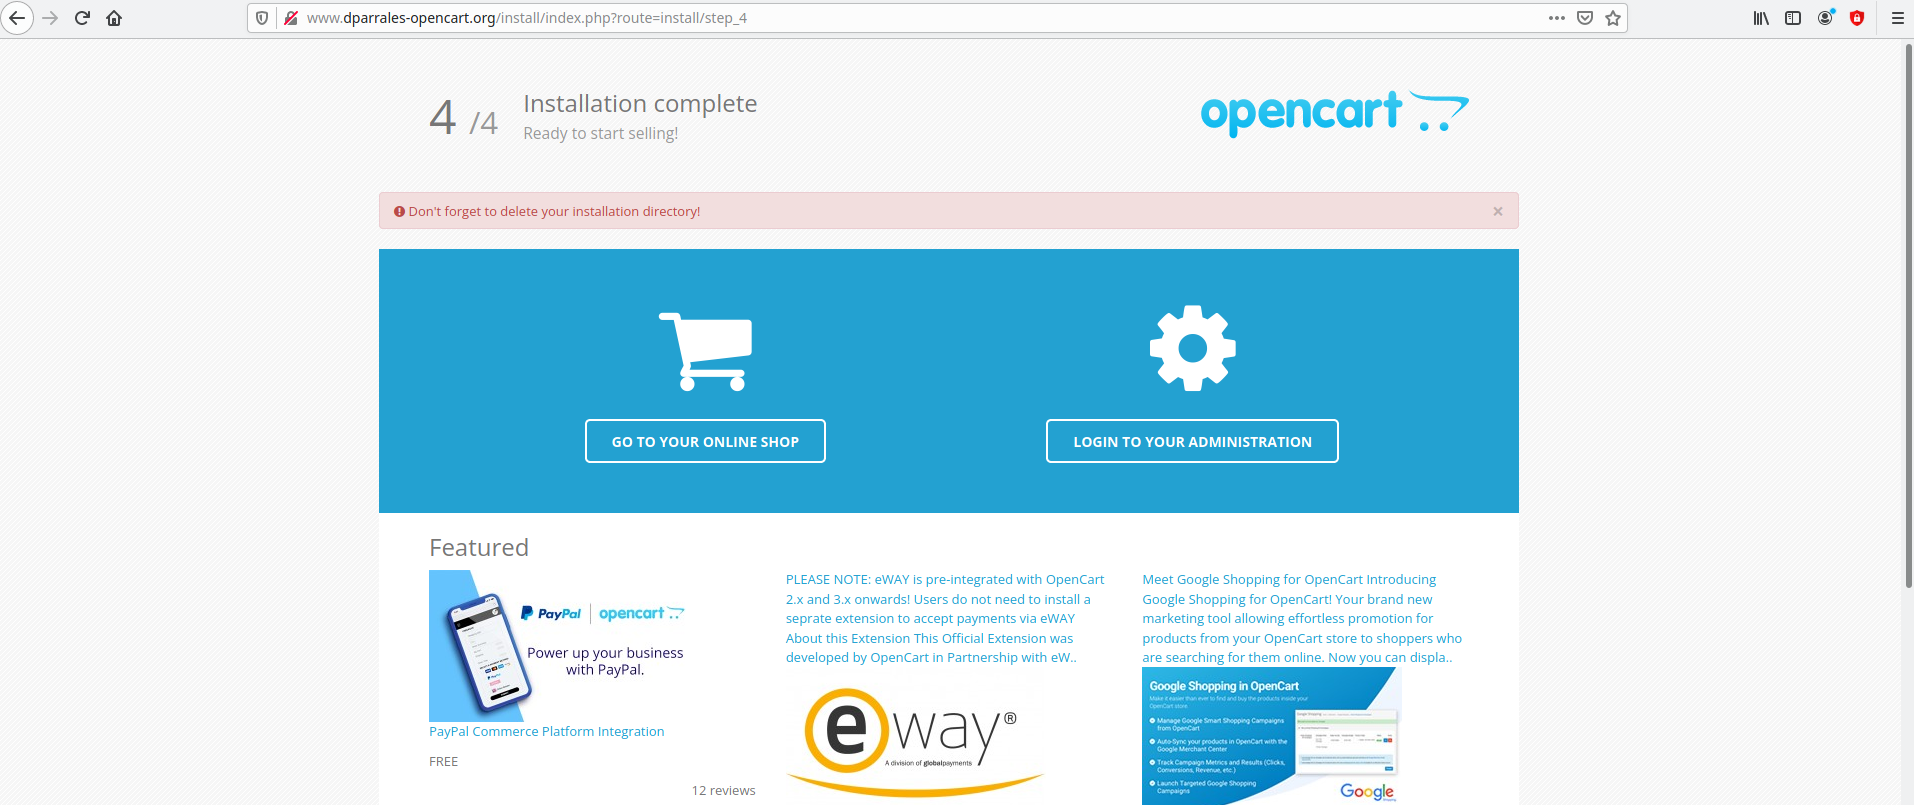 www.dparrales-opencart.org/install/index.php?route=install/step_4
4 /4
Installation complete
Ready to start selling!
opencart
Don't forget to delete your installation directory!
GO TO YOUR ONLINE SHOP
LOGIN TO YOUR ADMINISTRATION
Featured
PayPal | opencart
Power up your business
with PayPal.
PayPal Commerce Platform Integration
FREE
12 reviews
PLEASE NOTE: eWAY is pre-integrated with OpenCart
2.x and 3.x onwards! Users do not need to install a
seprate extension to accept payments via eWAY
About this Extension This Official Extension was
developed by OpenCart in Partnership with eW..
eway®
A division of globalpayments
Meet Google Shopping for OpenCart Introducing
Google Shopping for OpenCart! Your brand new
marketing tool allowing effortless promotion for
products from your OpenCart store to shoppers who
are searching for them online. Now you can displa..
Google Shopping in OpenCart
Make it easier than ever to find and buy the products inside your
OpenCart store
Manage Google Smart Shopping Campaigns
from OpenCart
Auto-Sync your products in OpenCart with the
Google Merchant Center
Track Campaign Metrics and Results (Clicks,
Conversions, Revenue, etc.)
Launch Targeted Google Shopping
Campaigns
Google
Shopping